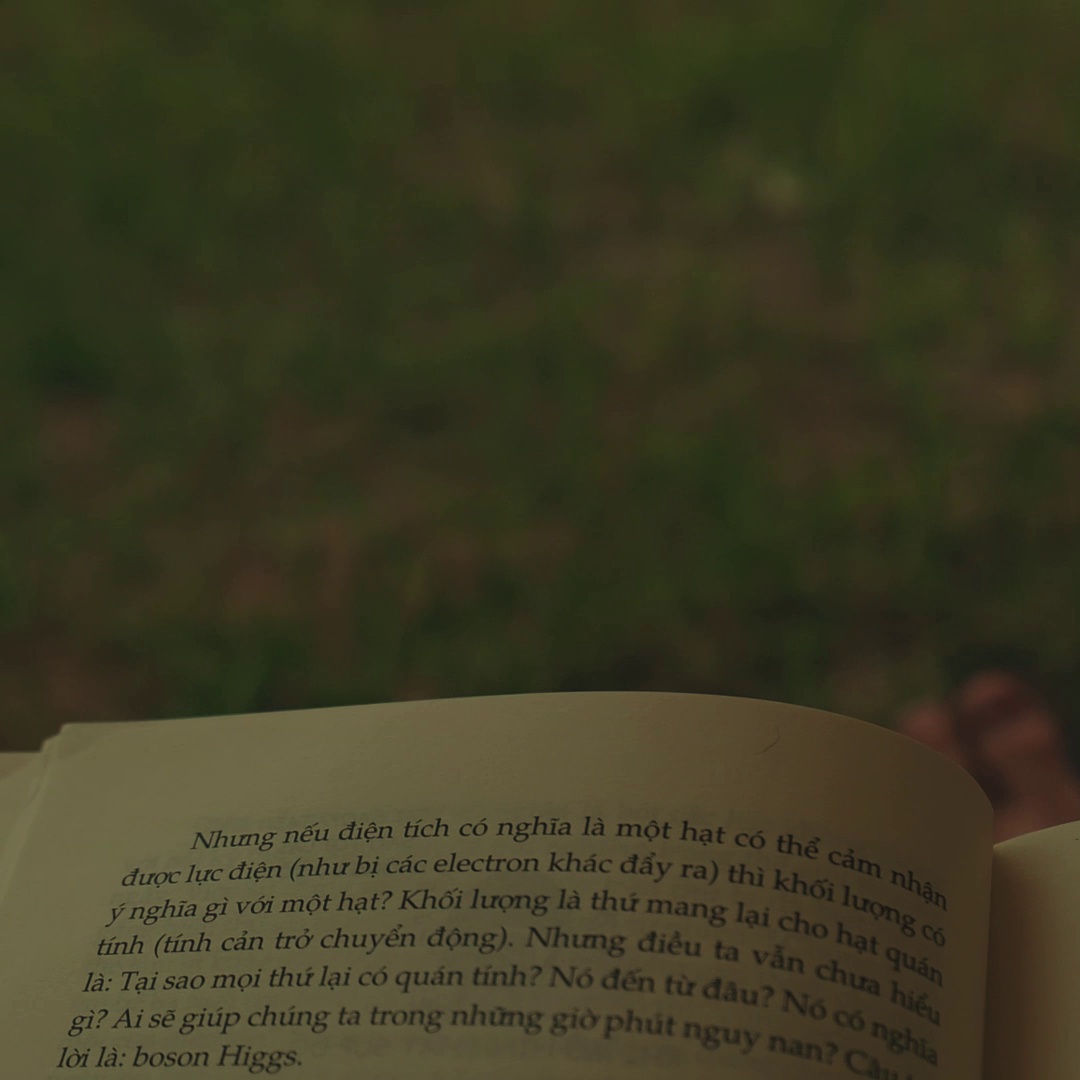 Nhưng nếu điện tích có nghĩa là một hạt có thể cảm nhận
được lực điện (như bị các electron khác đẩy ra) thì khối lượng có
ý nghĩa gì với một hạt? Khối lượng là thứ mang lại cho hạt quán
tính (tính cản trở chuyển động). Nhưng điều ta vẫn chưa hiểu
là: Tại sao mọi thứ lại có quán tính? Nó đến từ đâu? Nó có nghĩa
gì? Ai sẽ giúp chúng ta trong những giờ phút nguy nan? Câu
lời là: boson Higgs.